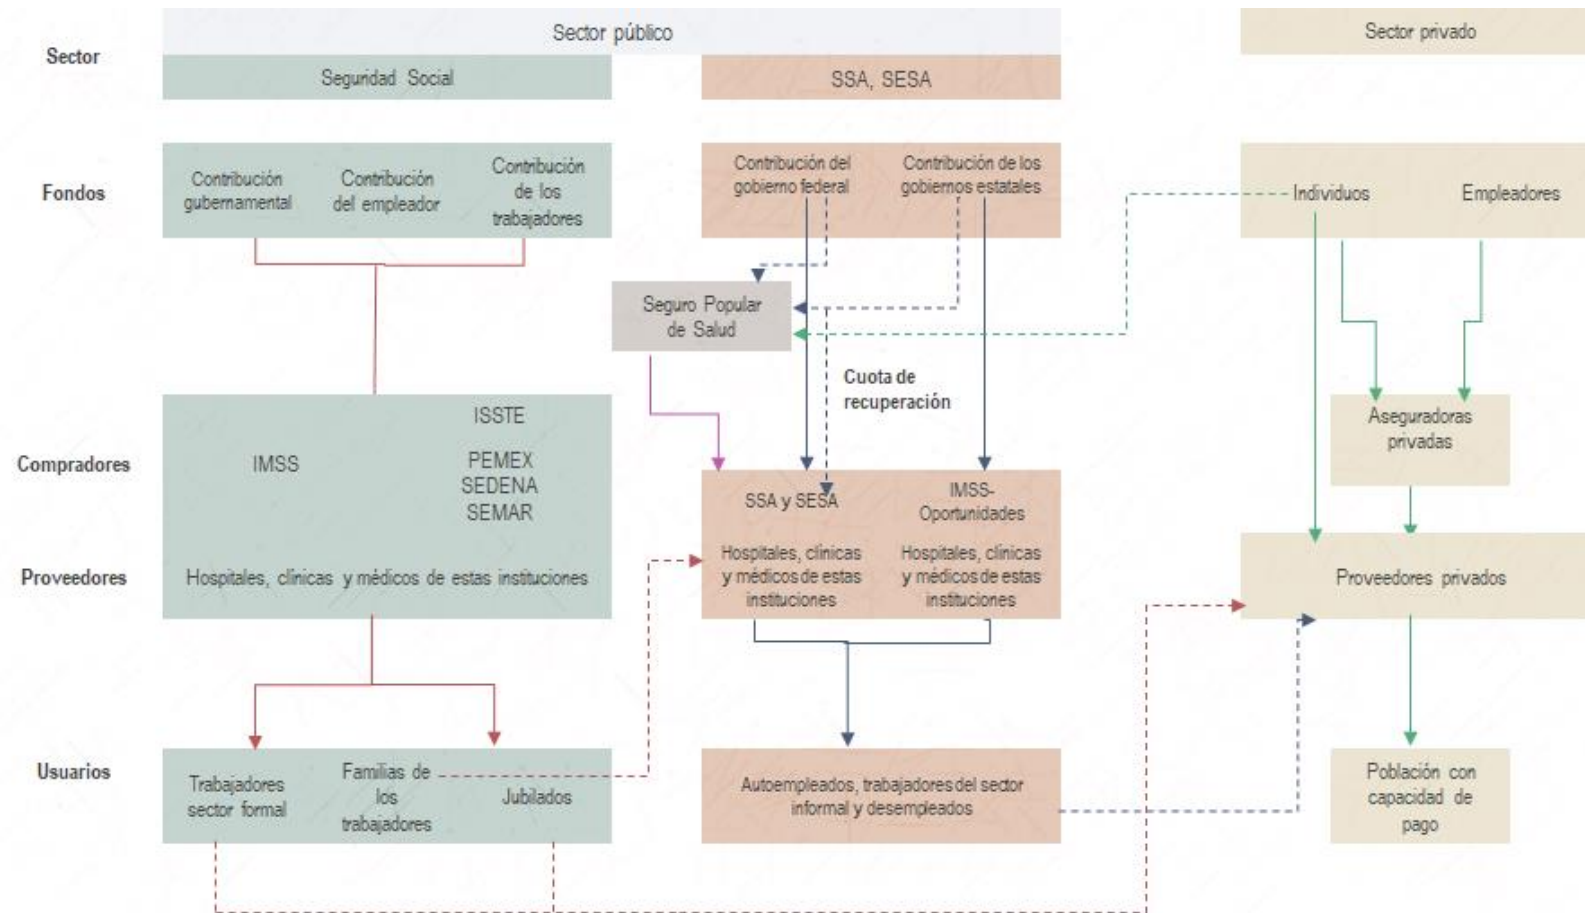 Sector público
Sector privado
Sector
Seguridad Social
SSA, SESA
Fondos
Contribución
gubernamental
Contribución
del empleador
Contribución
de los
trabajadores
Contribución del
gobierno federal
Contribución de los
gobiernos estatales
Individuos
Empleadores
Seguro Popular
de Salud
Cuota de
recuperación
Compradores
IMSS
ISSTE
PEMEX
SEDENA
SEMAR
SSA y SESA
IMSS-
Oportunidades
Aseguradoras
privadas
Proveedores
Hospitales, clínicas y médicos de estas instituciones
Hospitales, clínicas
y médicos de estas
instituciones
Hospitales, clínicas
y médicos de estas
instituciones
Proveedores privados
Usuarios
Trabajadores
sector formal
Familias de
los
trabajadores
Jubilados
Autoempleados, trabajadores del sector
informal y desempleados
Población con
capacidad de
pago